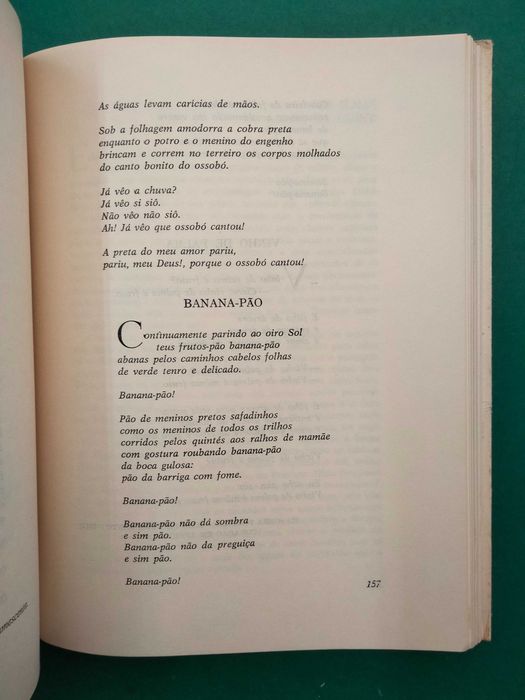 As águas levam carícias de mãos.
Sob a folhagem amodorra a cobra preta
enquanto o potro e o menino do engenho
brincam e correm no terreiro os corpos molhados
do canto bonito do ossobó.
Já vêo a chuva?
Já vêo si siô.
Não vêo não siô.
Ah! Já vêo que ossobó cantou!
A preta do meu amor pariu,
pariu, meu Deus!, porque o ossobó cantou!
BANANA-PÃO
Continuamente parindo ao oiro Sol
teus frutos-pão banana-pão
abanas pelos caminhos cabelos folhas
de verde tenro e delicado.
Banana-pão!
Pão de meninos pretos safadinhos
como os meninos de todos os trilhos
corridos pelos quintés aos ralhos de mamãe
com gostura roubando banana-pão
da boca gulosa:
pão da barriga com fome.
Banana-pão!
Banana-pão não dá sombra
e sim pão.
Banana-pão não da preguiça
e sim pão.
Banana-pão!
157